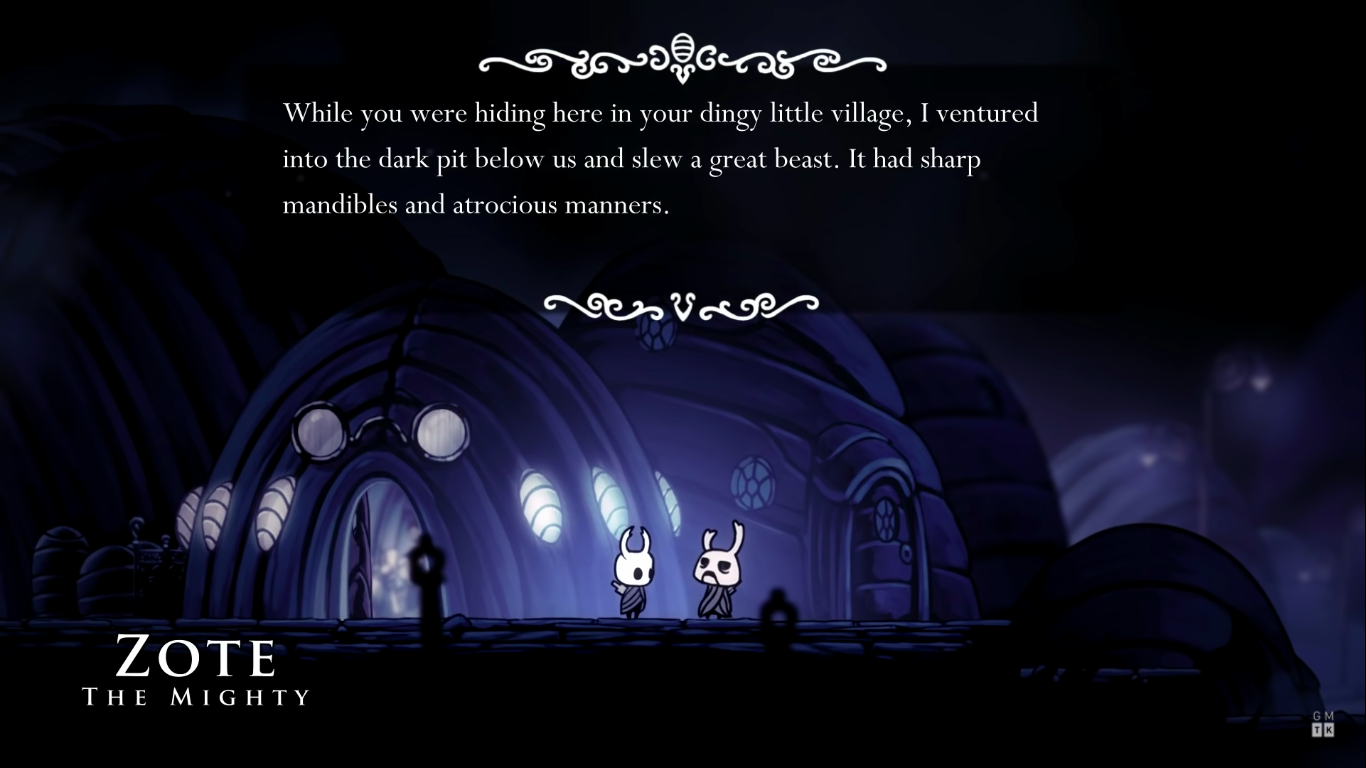 While you were hiding here in your dingy little village, I ventured
into the dark pit below us and slew a great beast. It had sharp
mandibles and atrocious manners.
ZOTE
THE MIGHTY
GM
TK